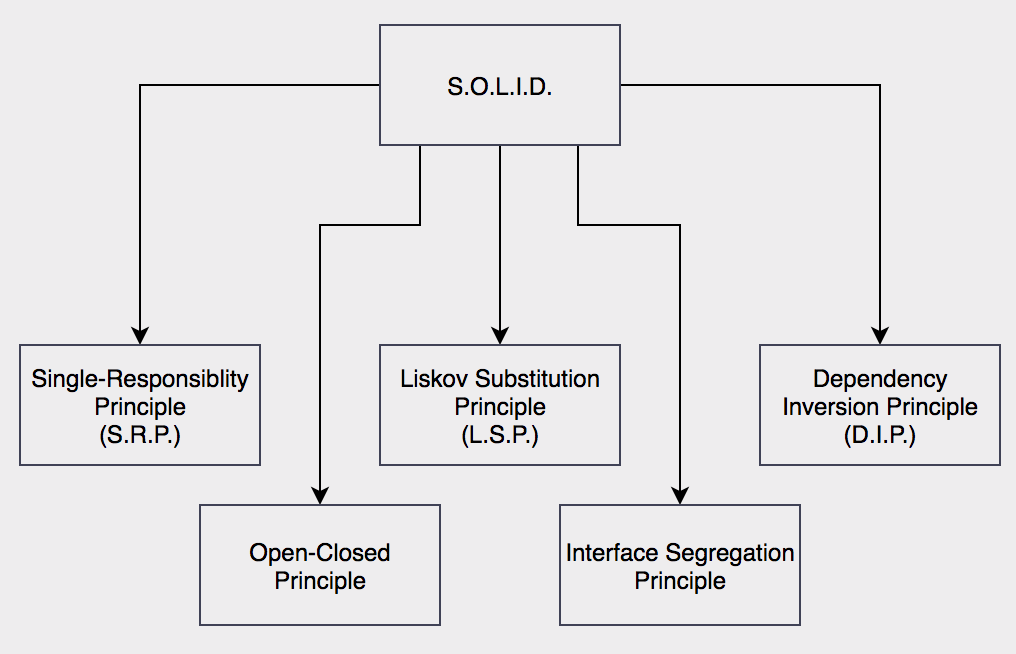 S.O.L.I.D.
Single-Responsiblity
Principle
(S.R.P.)
Liskov Substitution
Principle
(L.S.P.)
Dependency
Inversion Principle
(D.I.P.)
Open-Closed
Principle
Interface Segregation
Principle